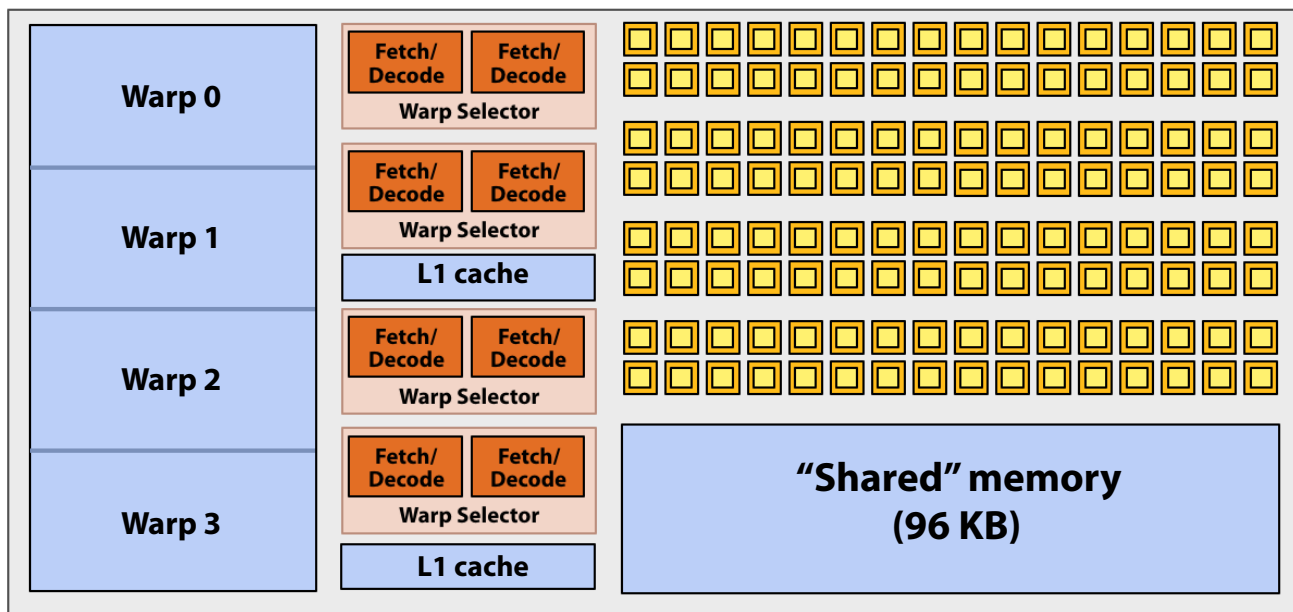 Warp 0
Warp 1
Warp 2
Warp 3
Fetch/
Decode
Fetch/
Decode
Warp Selector
Fetch/
Decode
Fetch/
Decode
Warp Selector
L1 cache
Fetch/
Decode
Fetch/
Decode
Warp Selector
Fetch/
Decode
Fetch/
Decode
Warp Selector
L1 cache
“Shared” memory
(96 KB)